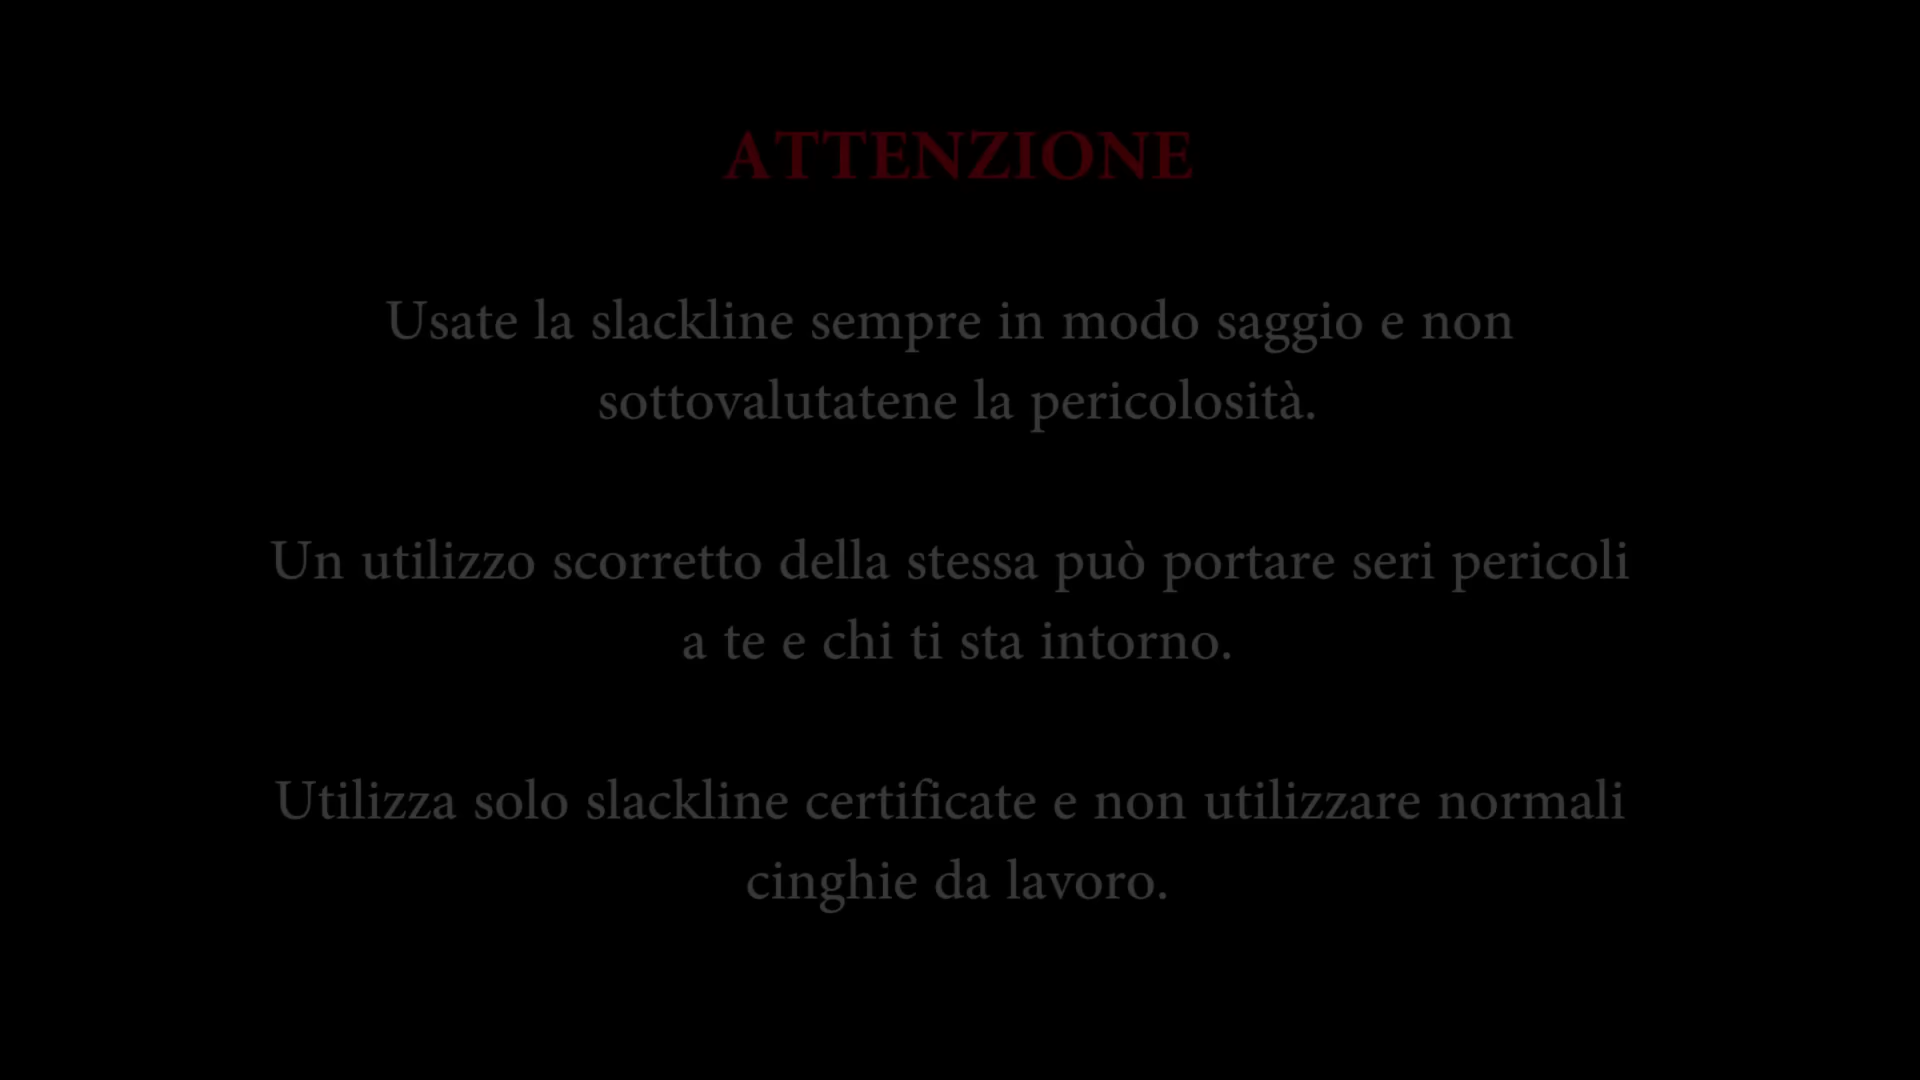 ATTENZIONE
Usate la slackline sempre in modo saggio e non
sottovalutatene la pericolosità.
Un utilizzo scorretto della stessa può portare seri pericoli
a te e chi ti sta intorno.
Utilizza solo slackline certificate e non utilizzare normali
cinghie da lavoro.